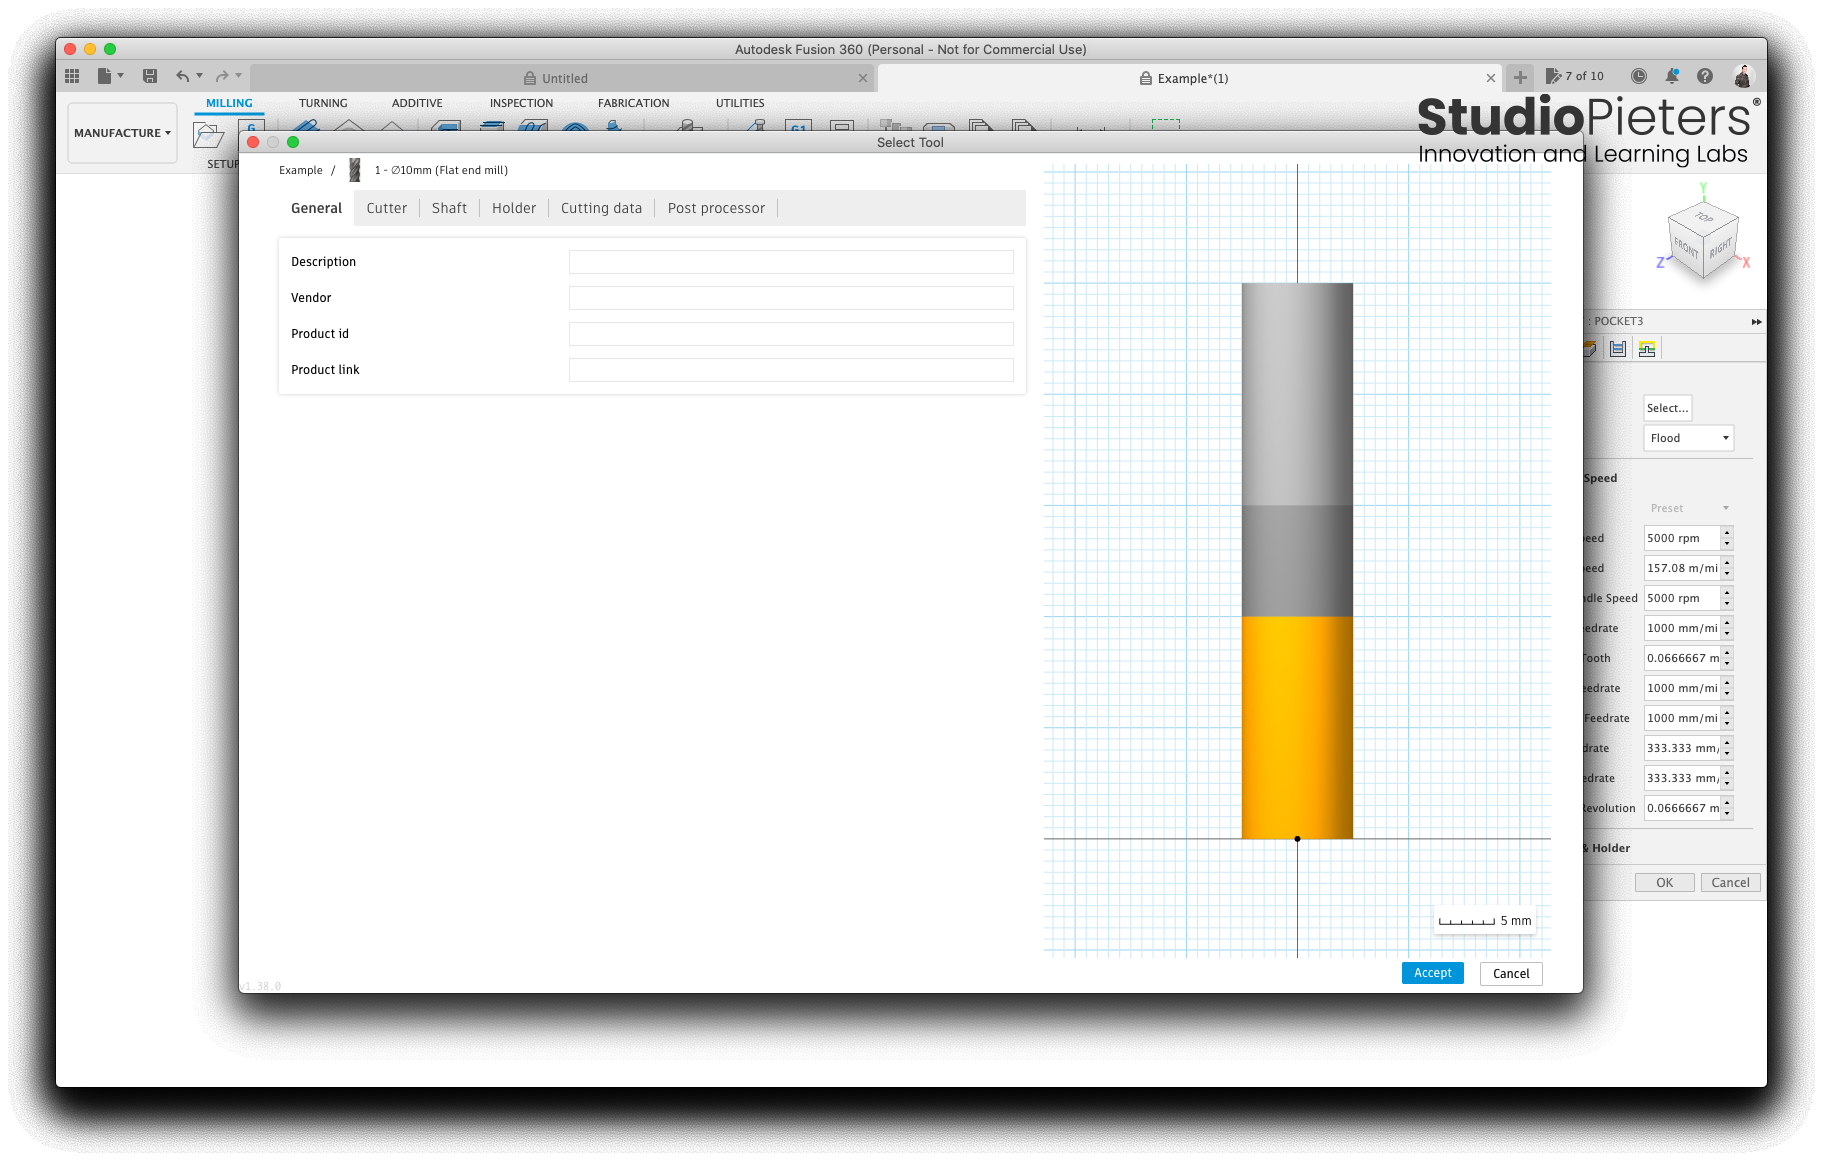 Autodesk Fusion 360 (Personal - Not for Commercial Use)
Untitled
Example*(1)
7 of 10
MILLING TURNING ADDITIVE INSPECTION FABRICATION UTILITIES
MANUFACTURE
G
G1
SETUP
StudioPieters®
Innovation and Learning Labs
Select Tool
Example / 1 - ∅10mm (Flat end mill)
General Cutter Shaft Holder Cutting data Post processor
Description
Vendor
Product id
Product link
Y
TOP
FRONT
RIGHT
Z
X
: POCKET3
Select...
Flood
Speed
Preset
eed 5000 rpm
eed 157.08 m/mi
ndle Speed 5000 rpm
edrate 1000 mm/mi
Tooth 0.0666667 m
edrate 1000 mm/mi
Feedrate 1000 mm/mi
drate 333.333 mm/
edrate 333.333 mm/
Revolution 0.0666667 m
& Holder
OK Cancel
5 mm
Accept Cancel
v1.38.0